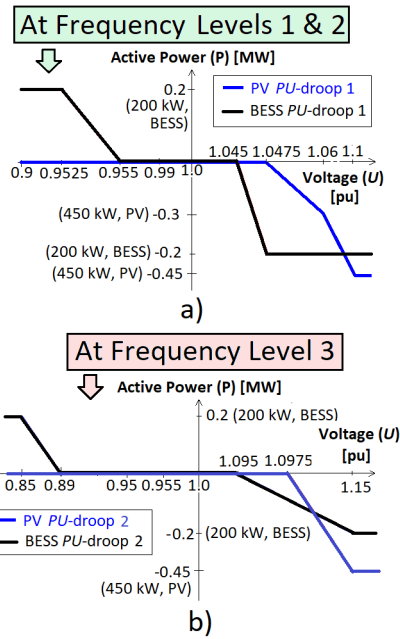 At Frequency Levels 1 & 2
Active Power (P) [MW]
0.2
(200 kW,
BESS)
PV PU-droop 1
BESS PU-droop 1
1.045 1.0475 1.06 1.1
0.9 0.9525 0.955 0.99 1.0
Voltage (U)
[pu]
(450 kW, PV) -0.3
(200 kW, BESS) -0.2
(450 kW, PV) -0.45
a)
At Frequency Level 3
Active Power (P) [MW]
0.2 (200 kW, BESS)
Voltage (U)
[pu]
1.095 1.0975
0.85 0.89 0.95 0.955 1.0 1.15
PV PU-droop 2
BESS PU-droop 2
-0.2 (200 kW, BESS)
-0.45
(450 kW, PV)
b)